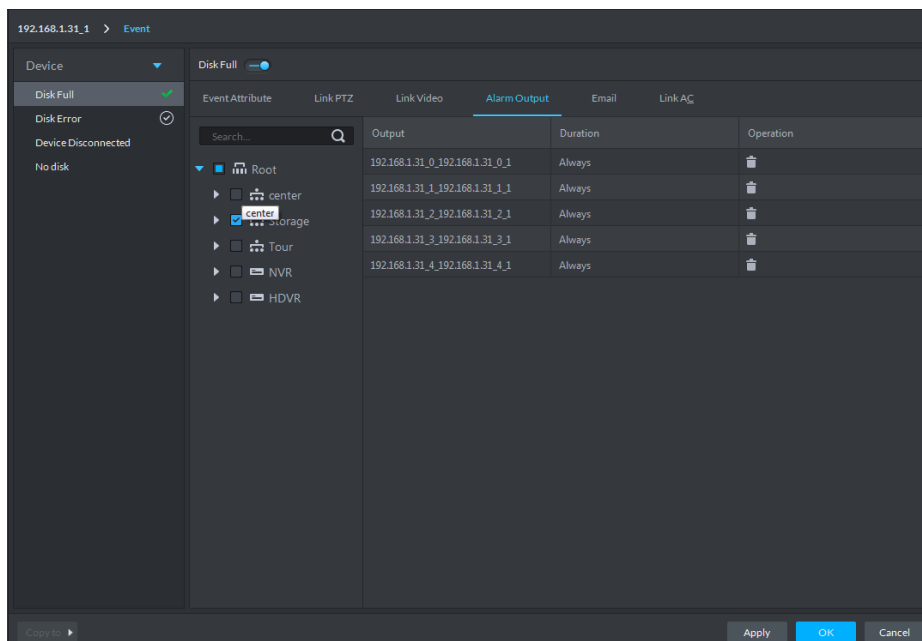 192.168.1.31_1 > Event
Device
Disk Full
Disk Error
Device Disconnected
No disk
Disk Full
Event Attribute Link PTZ Link Video Alarm Output Email Link AC
Search...
Root
center
center
Storage
Tour
NVR
HDVR
Output Duration Operation
192.168.1.31_0_192.168.1.31_0_1 Always
192.168.1.31_1_192.168.1.31_1_1 Always
192.168.1.31_2_192.168.1.31_2_1 Always
192.168.1.31_3_192.168.1.31_3_1 Always
192.168.1.31_4_192.168.1.31_4_1 Always
Copy to
Apply OK Cancel